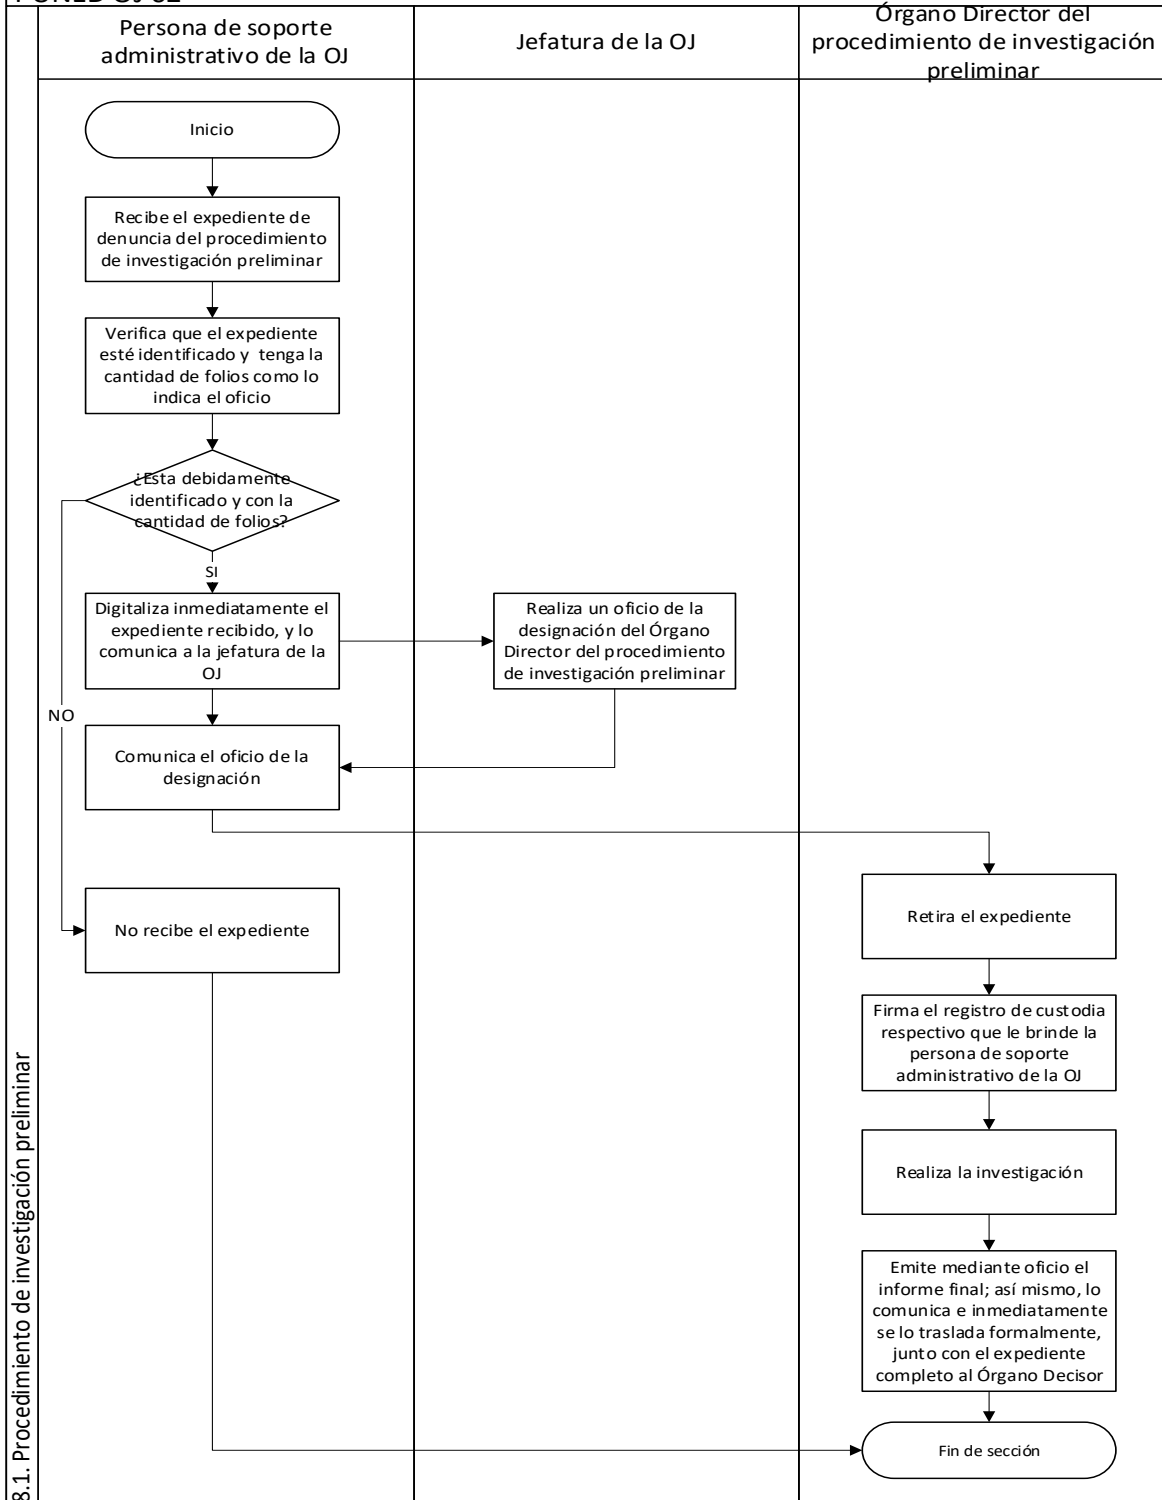 Persona de soporte
administrativo de la OJ
Jefatura de la OJ
Órgano Director del
procedimiento de investigación
preliminar
Inicio
Recibe el expediente de
denuncia del procedimiento
de investigación preliminar
Verifica que el expediente
esté identificado y tenga la
cantidad de folios como lo
indica el oficio
¿Esta debidamente
identificado y con la
cantidad de folios?
SI
NO
Digitaliza inmediatamente el
expediente recibido, y lo
comunica a la jefatura de la
OJ
Realiza un oficio de la
designación del Órgano
Director del procedimiento
de investigación preliminar
Comunica el oficio de la
designación
No recibe el expediente
Retira el expediente
Firma el registro de custodia
respectivo que le brinde la
persona de soporte
administrativo de la OJ
Realiza la investigación
Emite mediante oficio el
informe final; así mismo, lo
comunica e inmediatamente
se lo traslada formalmente,
junto con el expediente
completo al Órgano Decisor
Fin de sección
8.1. Procedimiento de investigación preliminar